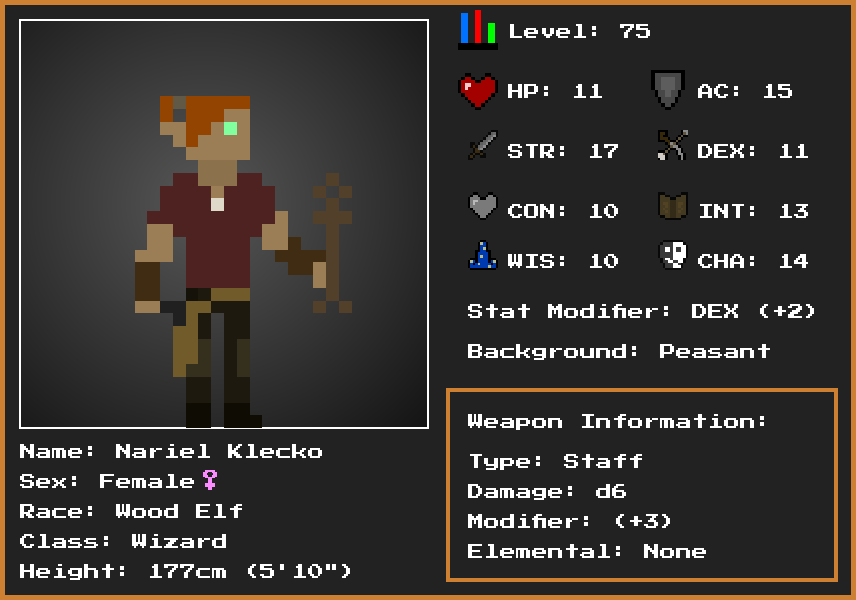 Level: 75
HP: 11
AC: 15
STR: 17
DEX: 11
CON: 10
INT: 13
WIS: 10
CHA: 14
Stat Modifier: DEX (+2)
Background: Peasant
Weapon Information:
Type: Staff
Damage: d6
Modifier: (+3)
Elemental: None
Name: Nariel Klecko
Sex: Female♀
Race: Wood Elf
Class: Wizard
Height: 177cm (5'10")